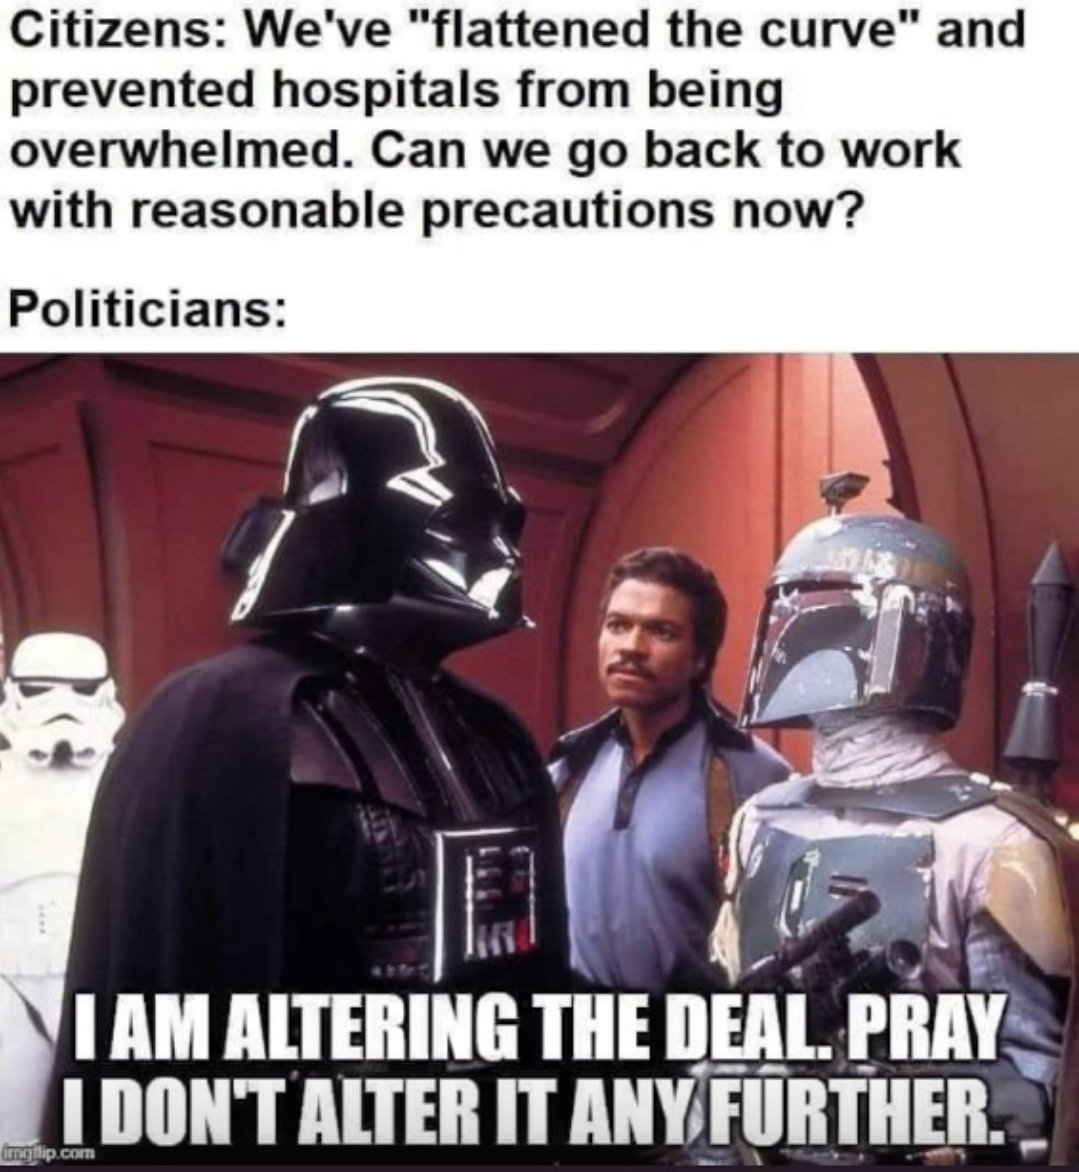 Citizens: We've "flattened the curve" and
prevented hospitals from being
overwhelmed. Can we go back to work
with reasonable precautions now?
Politicians:
I AM ALTERING THE DEAL. PRAY
I DON'T ALTER IT ANY FURTHER.
imgflip.com